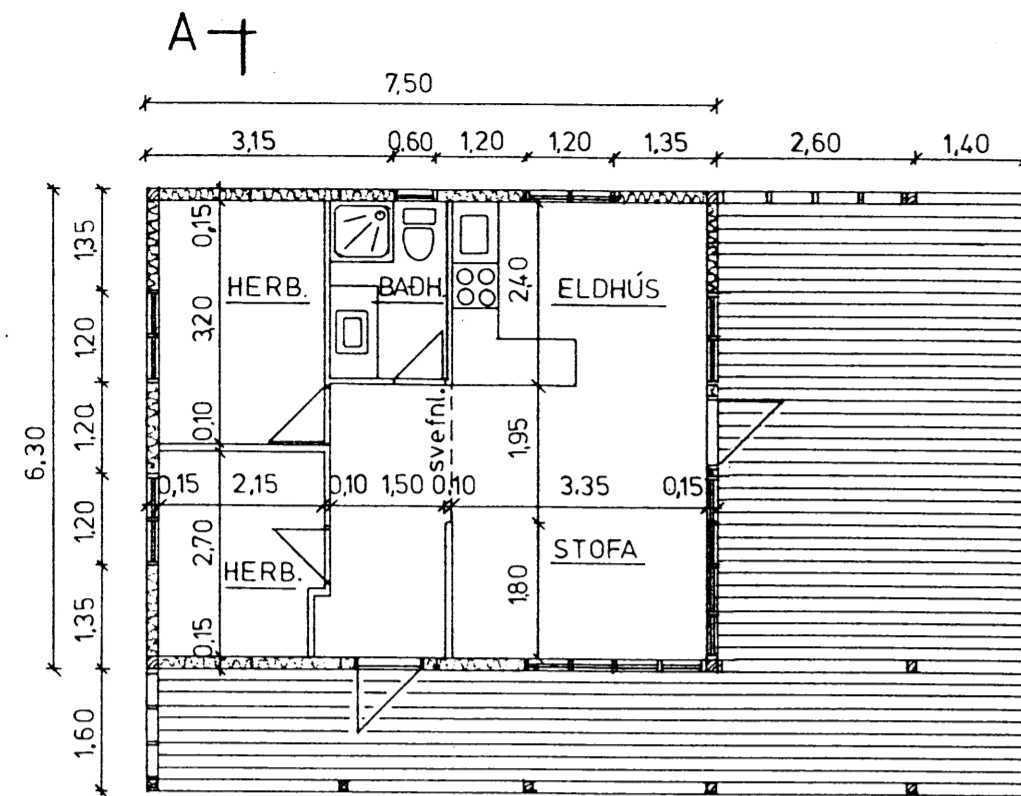 A
7,50
3,15 0.60 1,20 1,20 1,35 2,60 1,40
6,30
1,35
1,20
1,20
1,20
1,35
1,60
0,15
3,20
0,10
2,70
0,15
HERB.
BAÐH.
2,40
ELDHÚS
svefnl.
1,95
0,15 2,15 0,10 1,50 0,10 3.35 0,15
HERB.
1,80
STOFA